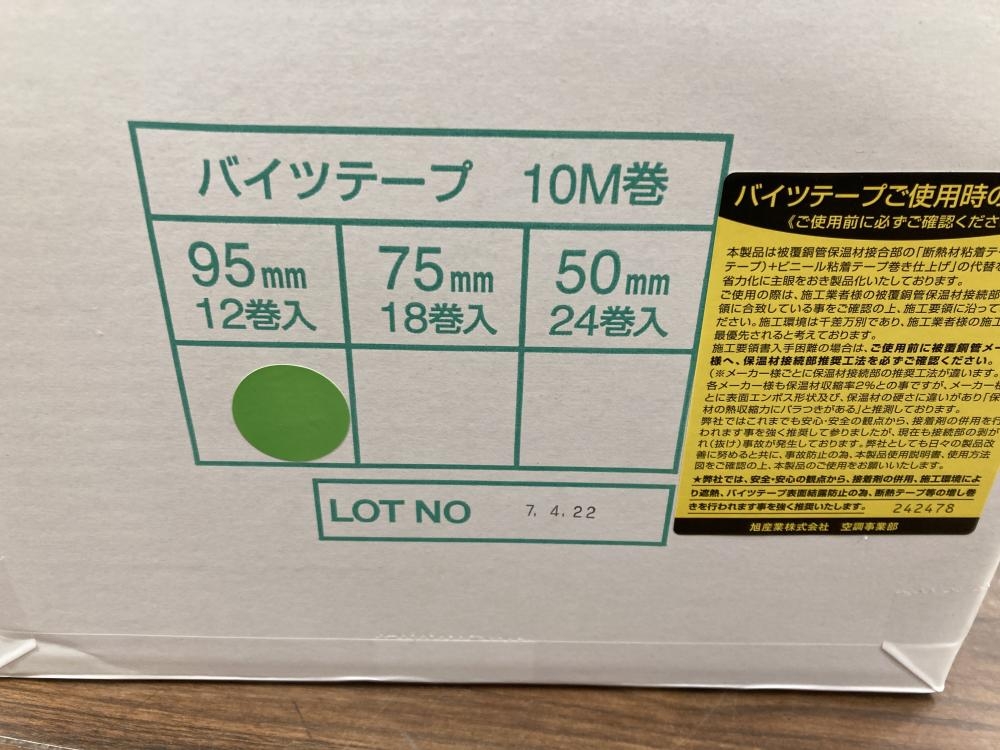 バイツテープ 10M巻
95mm 75mm 50mm
12巻入 18巻入 24巻入
LOT NO 7. 4. 22
バイツテープご使用時の
《ご使用前に必ずご確認くださ
本製品は被覆銅管保温材接合部の「断熱材粘着テ
テープ)+ビニール粘着テープ巻き仕上げ」の代替
省力化に主眼をおき製品化いたしております。
ご使用の際は、施工業者様の被覆銅管保温材接続部
領に合致している事をご確認の上、施工要領に沿って
ださい。施工環境は千差万別であり、施工業者様の施工
最優先されると考えております。
施工要領書入手困難の場合は、ご使用前に被覆銅管メー
様へ、保温材接続部推奨工法を必ずご確認ください。
(※メーカー様ごとに保温材接続部の推奨工法が違います。
各メーカー様も保温材収縮率2%との事ですが、メーカー様
とに表面エンボス形状及び、保温材の硬さに違いがあり「保
材の熱収縮力にバラつきがある」と推測しております。
弊社ではこれまでも安心・安全の観点から、接着剤の併用を行
われます事を強く推奨して参りましたが、現在も接続部の剥が
れ(抜け)事故が発生しております。弊社としても日々の製品改
善に努めると共に、事故防止の為、本製品使用説明書、使用方法
図をご確認の上、本製品のご使用をお願いいたします。
★弊社では、安全・安心の観点から、接着剤の併用、施工環境によ
り遮熱、バイツテープ表面結露防止の為、断熱テープ等の増し巻
きを行われます事を強く推奨いたします。 242478
旭産業株式会社 空調事業部